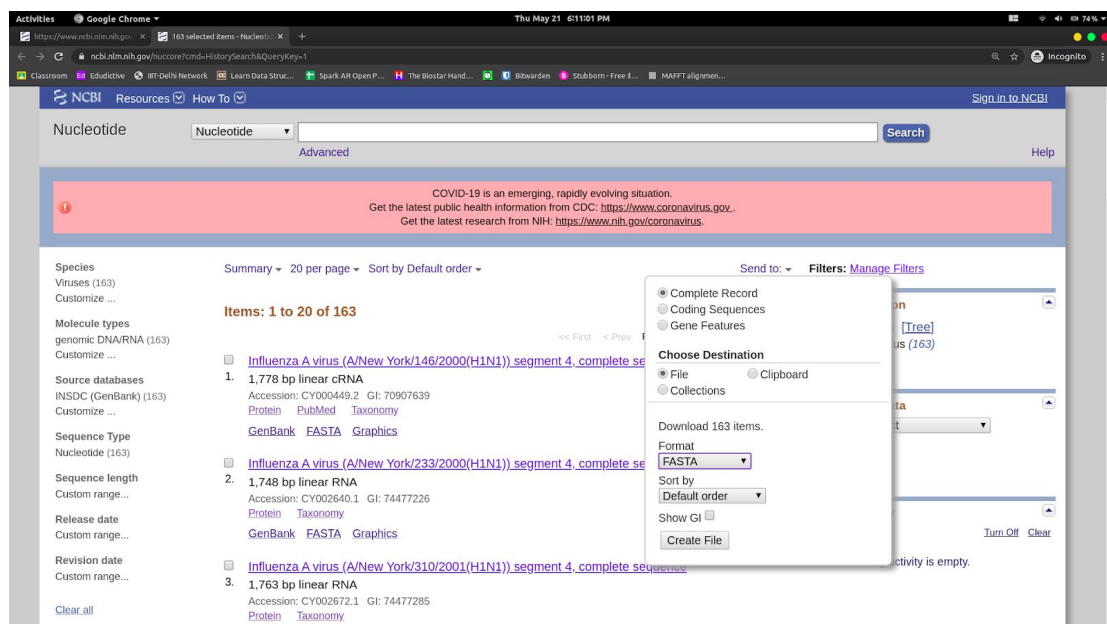 Activities Google Chrome Thu May 21 6:11:01 PM 74%
https://www.ncbi.nlm.nih.gov 163 selected items - Nucleotid
ncbi.nlm.nih.gov/nuccore?cmd=HistorySearch&QueryKey=1 Incognito
Classroom Edudictive IIT-Delhi Network Learn Data Struc... Spark AR Open P... The Biostar Hand... Bitwarden Stubborn - Free Il... MAFFT alignmen...
NCBI Resources How To Sign in to NCBI
Nucleotide Nucleotide Search
Advanced Help
COVID-19 is an emerging, rapidly evolving situation.
Get the latest public health information from CDC: https://www.coronavirus.gov .
Get the latest research from NIH: https://www.nih.gov/coronavirus.
Species
Viruses (163)
Customize ...
Molecule types
genomic DNA/RNA (163)
Customize ...
Source databases
INSDC (GenBank) (163)
Customize ...
Sequence Type
Nucleotide (163)
Sequence length
Custom range...
Release date
Custom range...
Revision date
Custom range...
Clear all
Summary 20 per page Sort by Default order Send to: Filters: Manage Filters
Items: 1 to 20 of 163
<< First < Prev
Influenza A virus (A/New York/146/2000(H1N1)) segment 4, complete se
1. 1,778 bp linear cRNA
Accession: CY000449.2 GI: 70907639
Protein PubMed Taxonomy
GenBank FASTA Graphics
Influenza A virus (A/New York/233/2000(H1N1)) segment 4, complete se
2. 1,748 bp linear RNA
Accession: CY002640.1 GI: 74477226
Protein Taxonomy
GenBank FASTA Graphics
Influenza A virus (A/New York/310/2001(H1N1)) segment 4, complete sequence
3. 1,763 bp linear RNA
Accession: CY002672.1 GI: 74477285
Protein Taxonomy
Complete Record
Coding Sequences
Gene Features
Choose Destination
File Clipboard
Collections
Download 163 items.
Format
FASTA
Sort by
Default order
Show GI
Create File
on
[Tree]
us (163)
ta
t
Turn Off Clear
ctivity is empty.